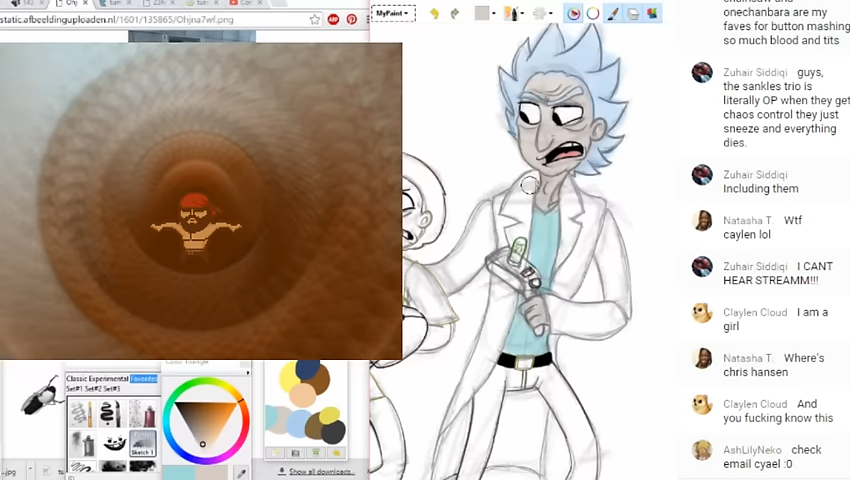 static.afbeeldinguploaden.nl/1601/135865/Ohjna7wf.png
MyPaint
onechanbara are my
faves for button mashing
so much blood and tits
Zuhair Siddiqi guys,
the sankles trio is
literally OP when they get
chaos control they just
sneeze and everything
dies.
Zuhair Siddiqi
Including them
Natasha T. Wtf
caylen lol
Zuhair Siddiqi I CANT
HEAR STREAMM!!!
Claylen Cloud I am a
girl
Natasha T. Where's
chris hansen
Claylen Cloud And
you fucking know this
AshLilyNeko check
email cyael :0
Classic Experimental Favorites
Set#1 Set#2 Set#3
Sketch 1
Color Triangle
.jpg
Show all downloads...